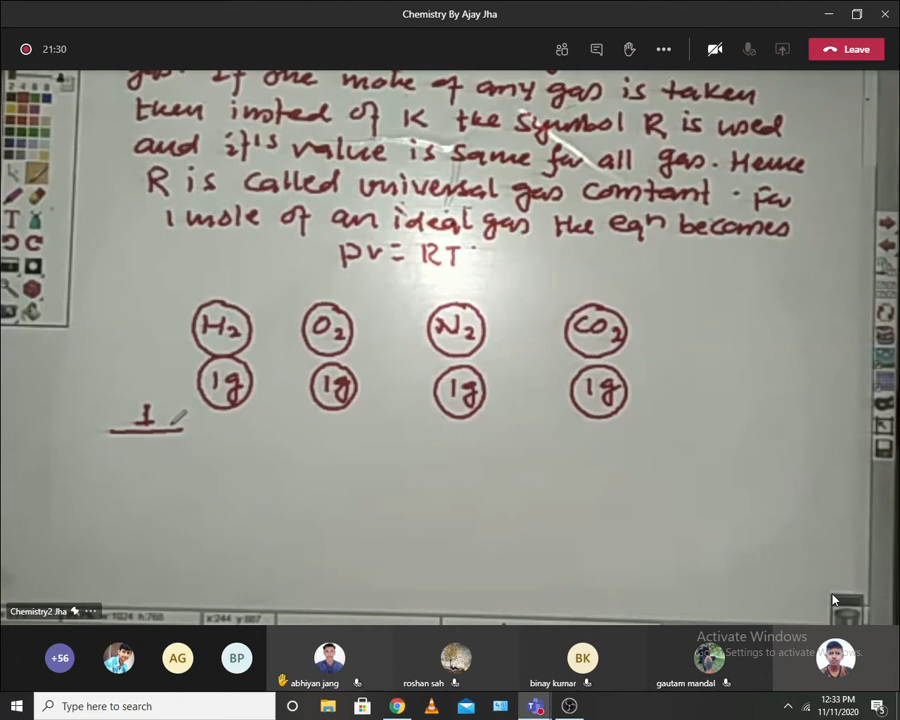 Chemistry By Ajay Jha
21:30
Leave
gas. If one mole of any gas is taken
then insted of K the symbol R is used
and it's value is same for all gas. Hence
R is called universal gas constant. For
1 mole of an ideal gas the eqn becomes
PV = RT
H2 O2 N2 CO2
1g 1g 1g 1g
1
Chemistry2 Jha
Activate Windows
+56
AG
BP
BK
abhiyan jang
roshan sah
binay kumar
gautam mandal
Type here to search
12:33 PM
11/11/2020
5